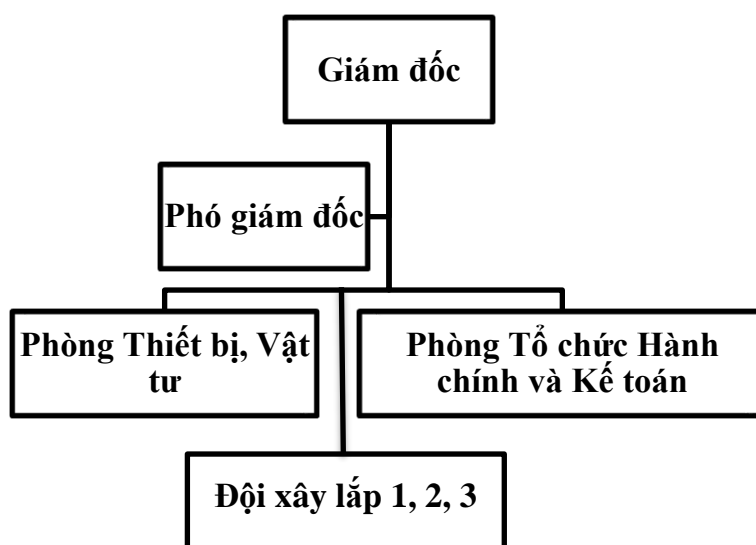 Giám đốc
Phó giám đốc
Phòng Thiết bị, Vật
tư
Phòng Tổ chức Hành
chính và Kế toán
Đội xây lắp 1, 2, 3